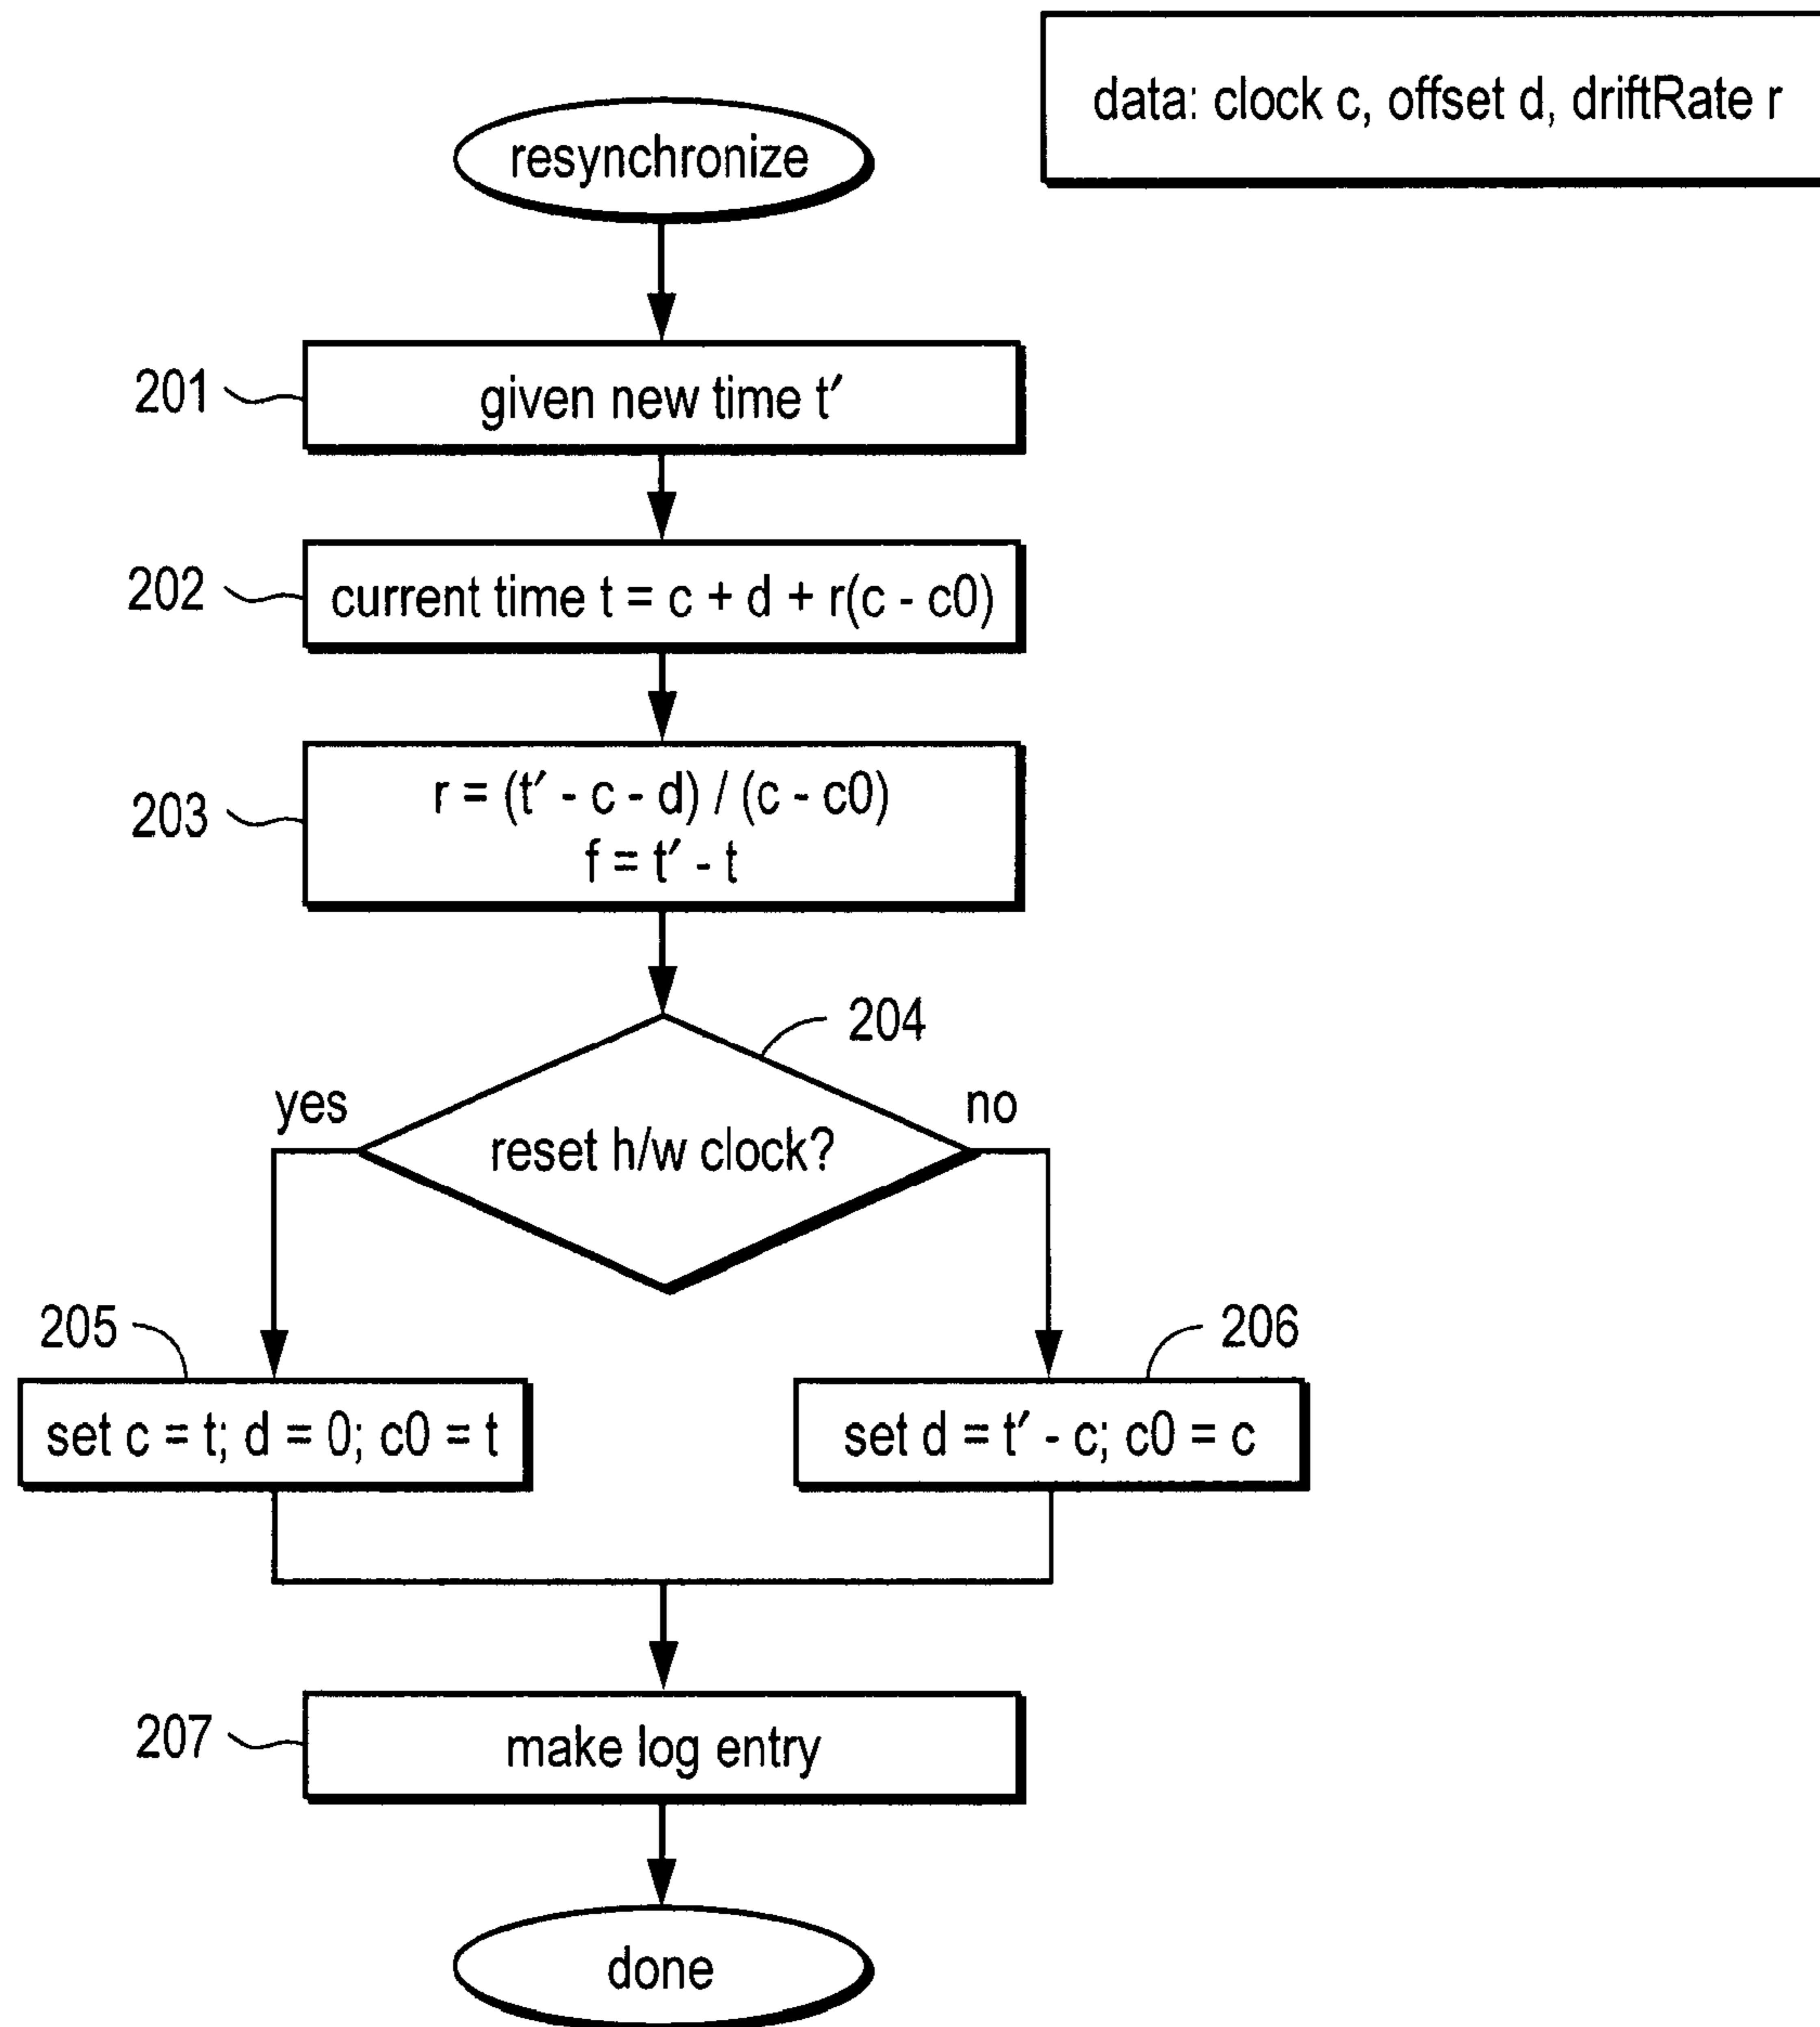 data: clock c, offset d, driftRate r
resynchronize
201
given new time t′
202
current time t = c + d + r(c - c0)
203
r = (t′ - c - d) / (c - c0)
f = t′ - t
204
yes
no
reset h/w clock?
205
206
set c = t; d = 0; c0 = t
set d = t′ - c; c0 = c
207
make log entry
done